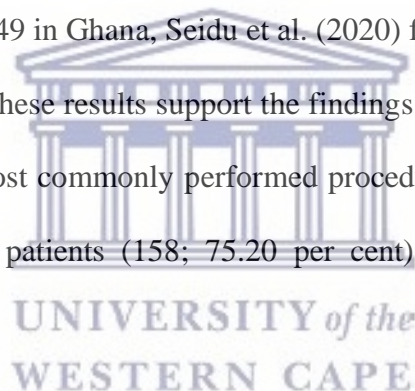 49 in Ghana, Seidu et al. (2020) f
hese results support the findings
ost commonly performed proced
patients (158; 75.20 per cent)
UNIVERSITY of the
WESTERN CAPE